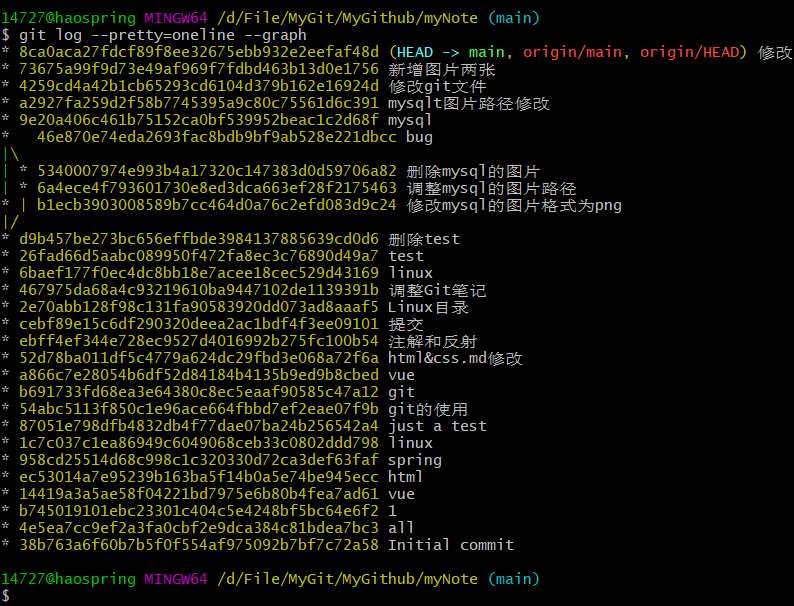 14727@haospring MINGW64 /d/File/MyGit/MyGithub/myNote (main)
$ git log --pretty=oneline --graph
* 8ca0aca27fdcf89f8ee32675ebb932e2eefaf48d (HEAD -> main, origin/main, origin/HEAD) 修改
* 73675a99f9d73e49af969f7fdbd463b13d0e1756 新增图片两张
* 4259cd4a42b1cb65293cd6104d379b162e16924d 修改git文件
* a2927fa259d2f58b7745395a9c80c75561d6c391 mysqlt图片路径修改
* 9e20a406c461b75152ca0bf539952beac1c2d68f mysql
*   46e870e74eda2693fac8bdb9bf9ab528e221dbcc bug
|\
| * 5340007974e993b4a17320c147383d0d59706a82 删除mysql的图片
| * 6a4ece4f793601730e8ed3dca663ef28f2175463 调整mysql的图片路径
* | b1ecb3903008589b7cc464d0a76c2efd083d9c24 修改mysql的图片格式为png
|/
* d9b457be273bc656effbde3984137885639cd0d6 删除test
* 26fad66d5aabc089950f472fa8ec3c76890d49a7 test
* 6baef177f0ec4dc8bb18e7acee18cec529d43169 linux
* 467975da68a4c93219610ba9447102de1139391b 调整Git笔记
* 2e70abb128f98c131fa90583920dd073ad8aaaf5 Linux目录
* cebf89e15c6df290320deea2ac1bdf4f3ee09101 提交
* ebff4ef344e728ec9527d4016992b275fc100b54 注解和反射
* 52d78ba011df5c4779a624dc29fbd3e068a72f6a html&css.md修改
* a866c7e28054b6df52d84184b4135b9ed9b8cbed vue
* b691733fd68ea3e64380c8ec5eaaf90585c47a12 git
* 54abc5113f850c1e96ace664fbbd7ef2eae07f9b git的使用
* 87051e798dfb4832db4f77dae07ba24b256542a4 just a test
* 1c7c037c1ea86949c6049068ceb33c0802ddd798 linux
* 958cd25514d68c998c1c320330d72ca3def63faf spring
* ec53014a7e95239b163ba5f14b0a5e74be945ecc html
* 14419a3a5ae58f04221bd7975e6b80b4fea7ad61 vue
* b745019101ebc23301c404c5e4248bf5bc64e6f2 1
* 4e5ea7cc9ef2a3fa0cbf2e9dca384c81bdea7bc3 all
* 38b763a6f60b7b5f0f554af975092b7bf7c72a58 Initial commit
14727@haospring MINGW64 /d/File/MyGit/MyGithub/myNote (main)
$